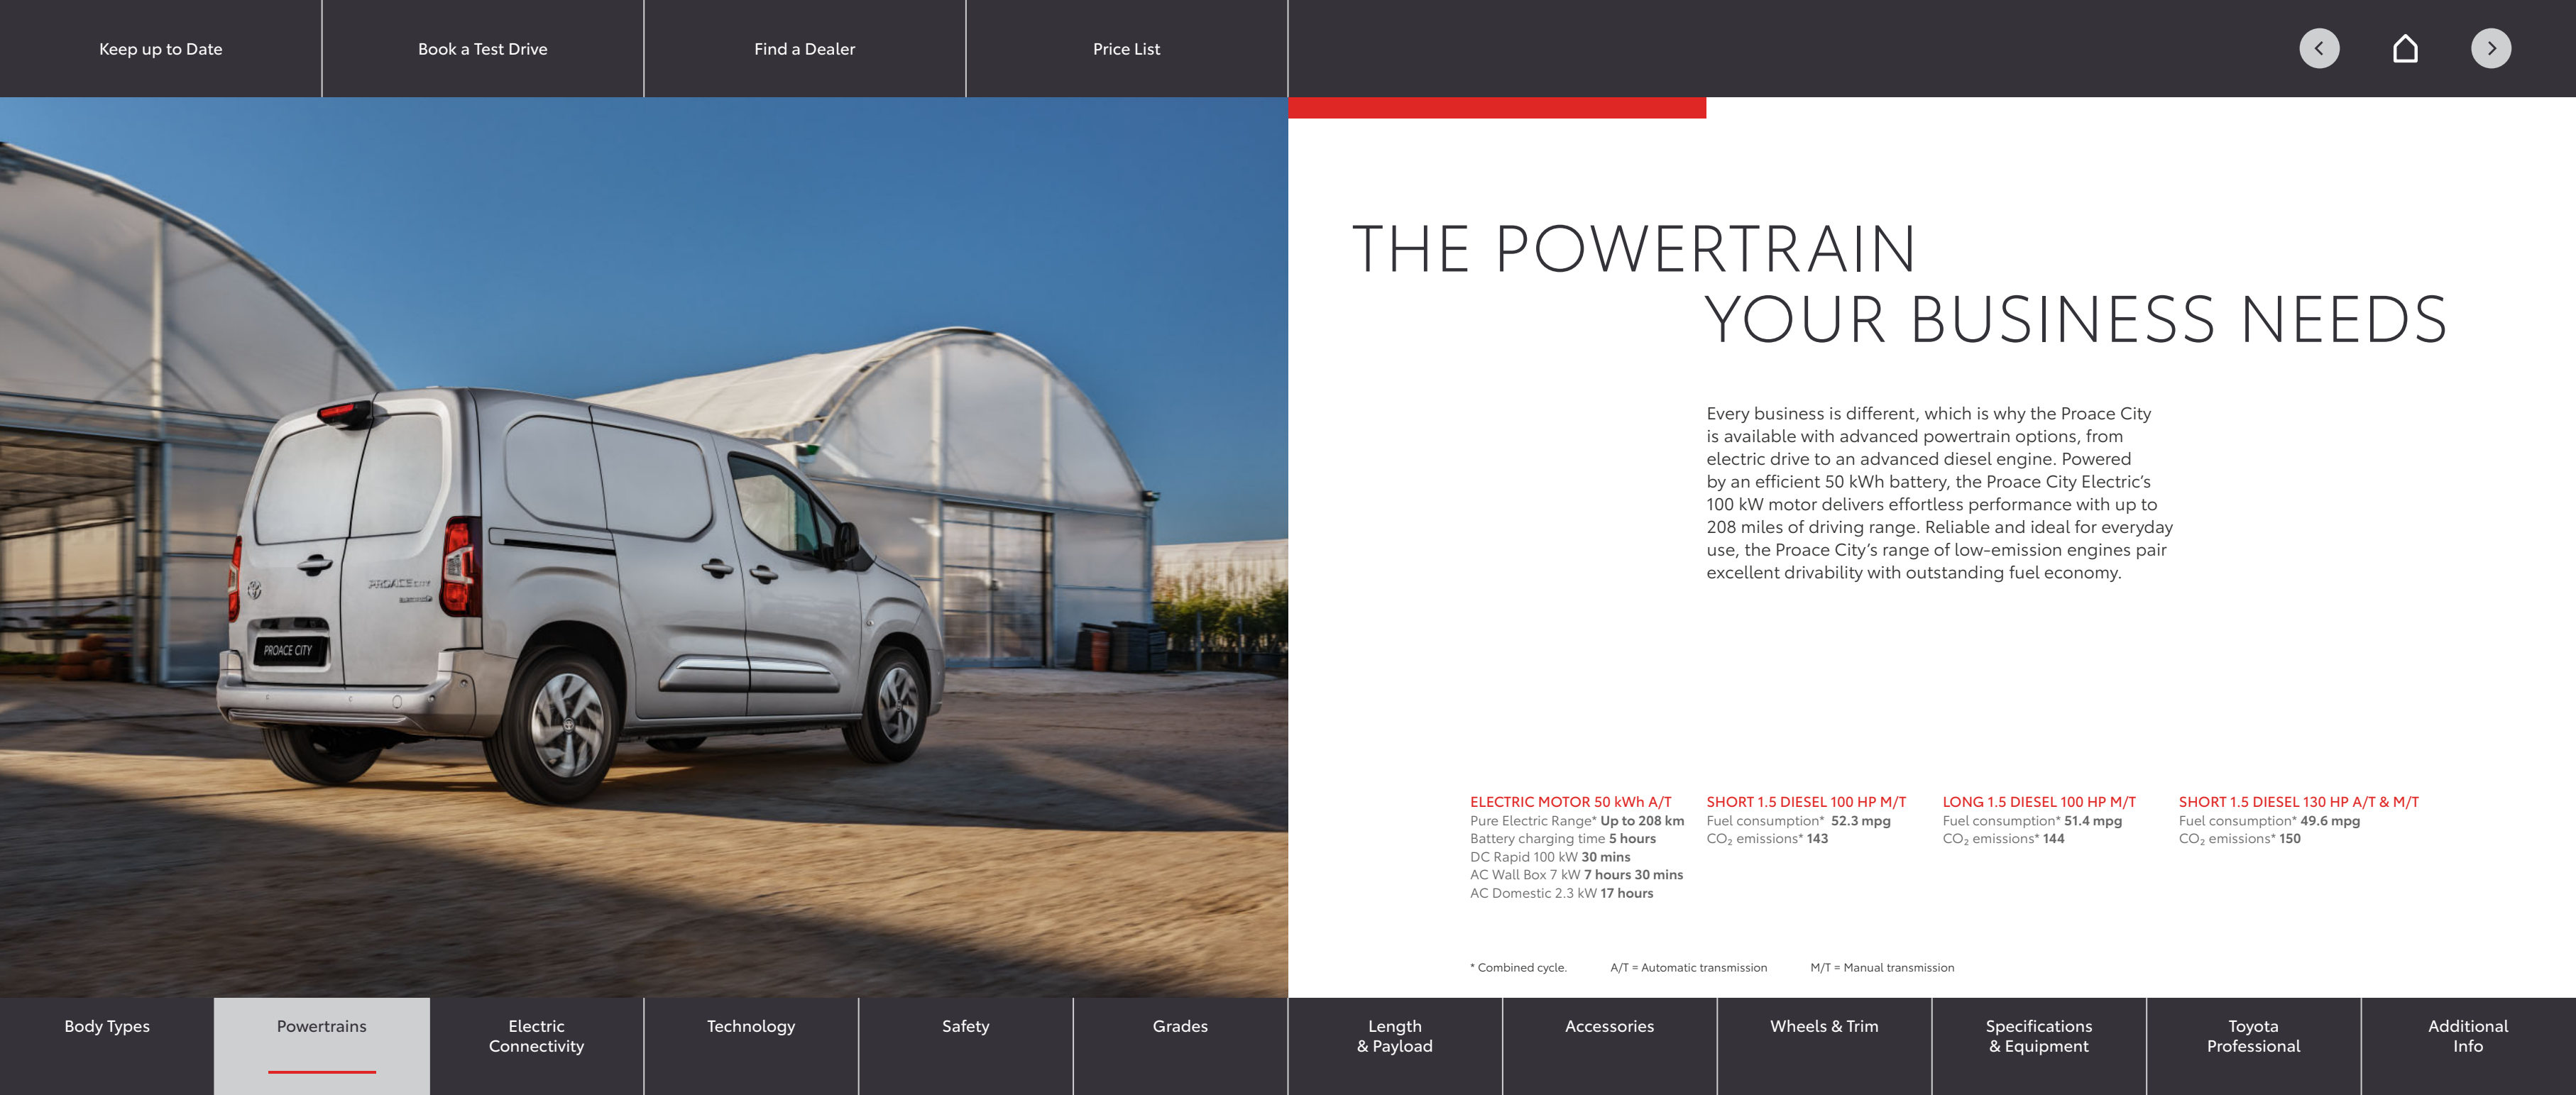 Keep up to Date
Book a Test Drive
Find a Dealer
Price List
THE POWERTRAIN
YOUR BUSINESS NEEDS
Every business is different, which is why the Proace City
is available with advanced powertrain options, from
electric drive to an advanced diesel engine. Powered
by an efficient 50 kWh battery, the Proace City Electric’s
100 kW motor delivers effortless performance with up to
208 miles of driving range. Reliable and ideal for everyday
use, the Proace City’s range of low-emission engines pair
excellent drivability with outstanding fuel economy.
PROACE CITY
PROACE CITY
ELECTRIC MOTOR 50 kWh A/T
Pure Electric Range* Up to 208 km
Battery charging time 5 hours
DC Rapid 100 kW 30 mins
AC Wall Box 7 kW 7 hours 30 mins
AC Domestic 2.3 kW 17 hours
SHORT 1.5 DIESEL 100 HP M/T
Fuel consumption* 52.3 mpg
CO₂ emissions* 143
LONG 1.5 DIESEL 100 HP M/T
Fuel consumption* 51.4 mpg
CO₂ emissions* 144
SHORT 1.5 DIESEL 130 HP A/T & M/T
Fuel consumption* 49.6 mpg
CO₂ emissions* 150
* Combined cycle.
A/T = Automatic transmission
M/T = Manual transmission
Body Types
Powertrains
Electric
Connectivity
Technology
Safety
Grades
Length
& Payload
Accessories
Wheels & Trim
Specifications
& Equipment
Toyota
Professional
Additional
Info